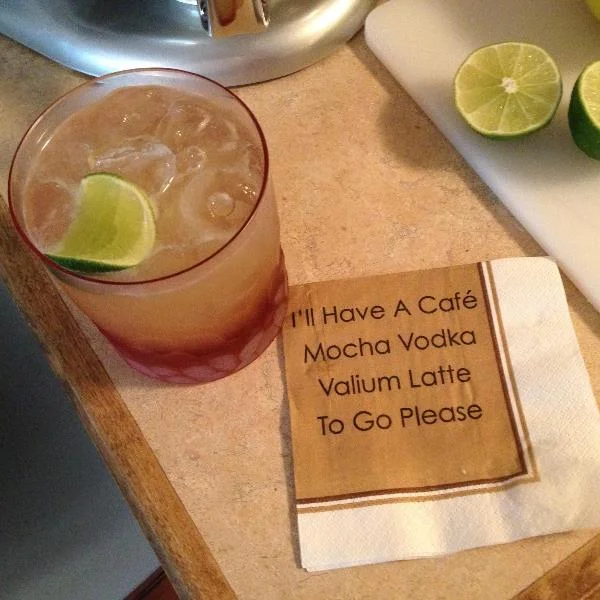 I'll Have A Café
Mocha Vodka
Valium Latte
To Go Please